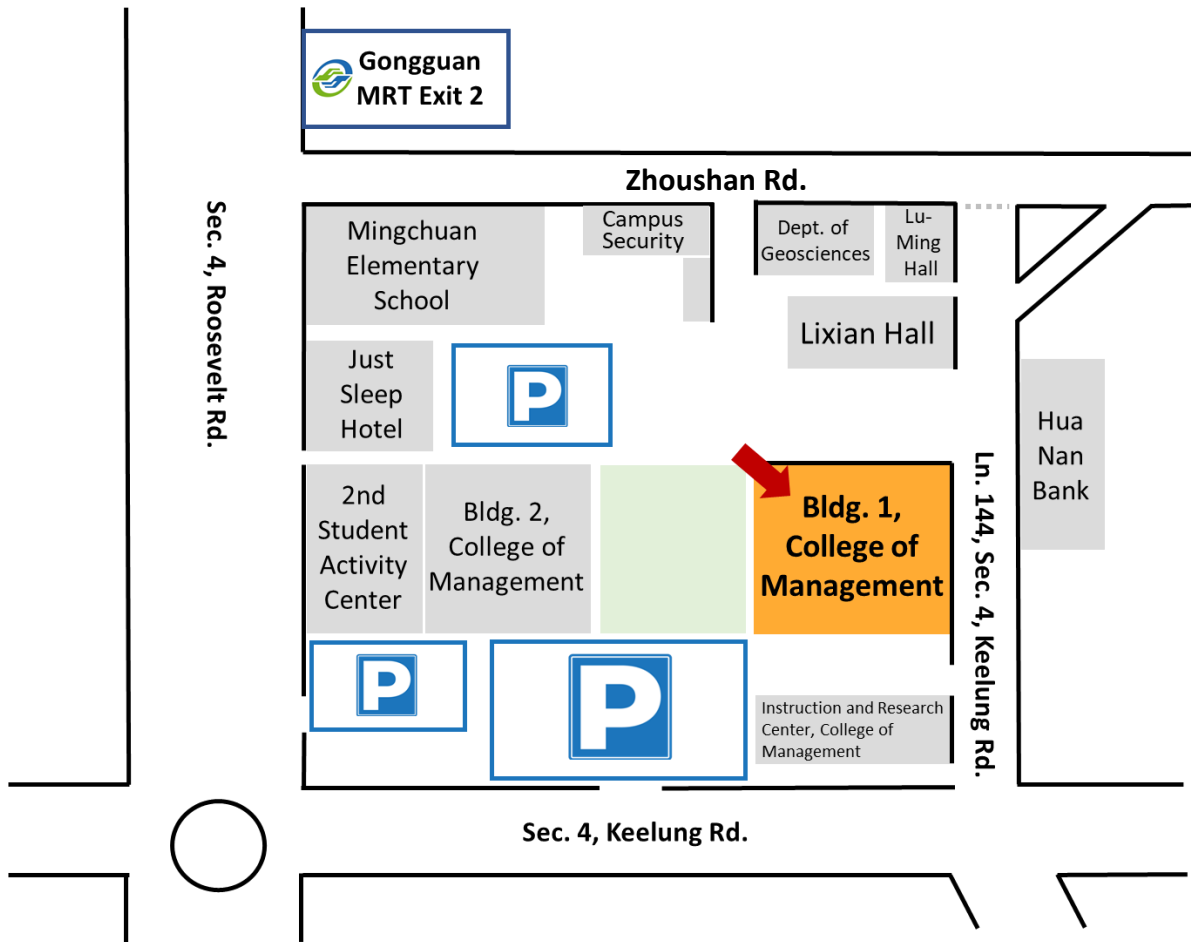 Gongguan
MRT Exit 2
Zhoushan Rd.
Sec. 4, Roosevelt Rd.
Mingchuan
Elementary
School
Campus
Security
Dept. of
Geosciences
Lu-
Ming
Hall
Lixian Hall
Just
Sleep
Hotel
P
Hua
Nan
Bank
Ln. 144, Sec. 4, Keelung Rd.
2nd
Student
Activity
Center
Bldg. 2,
College of
Management
Bldg. 1,
College of
Management
P
P
Instruction and Research
Center, College of
Management
Sec. 4, Keelung Rd.